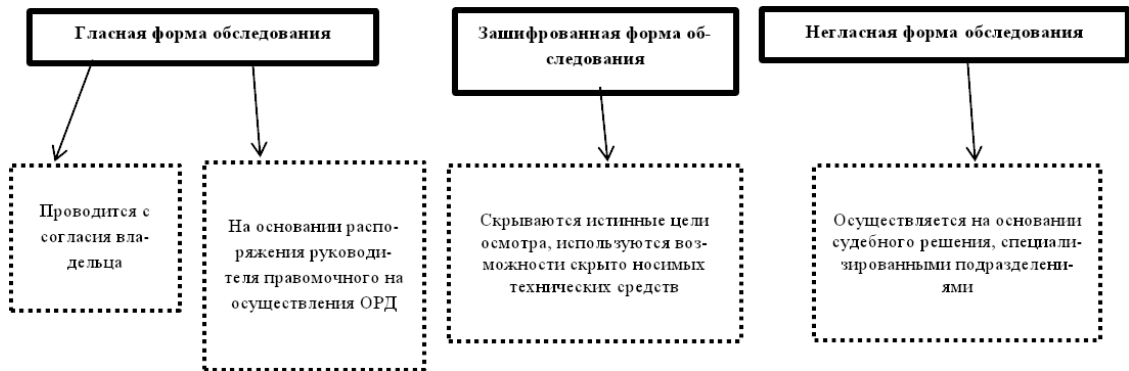 Гласная форма обследования
Зашифрованная форма об-
следования
Негласная форма обследования
Проводится с
согласия вла-
дельца
На основании распо-
ряжения руководи-
теля правомочного на
осуществления ОРД
Скрываются истинные цели
осмотра, используются воз-
можности скрыто носимых
технических средств
Осуществляется на основании
судебного решения, специали-
зированными подразделени-
ями